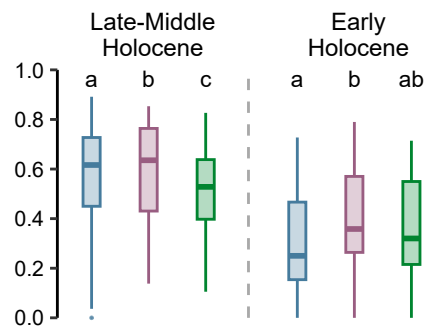 Late-Middle
Holocene
Early
Holocene
a b c
a b ab
1.0
0.8
0.6
0.4
0.2
0.0